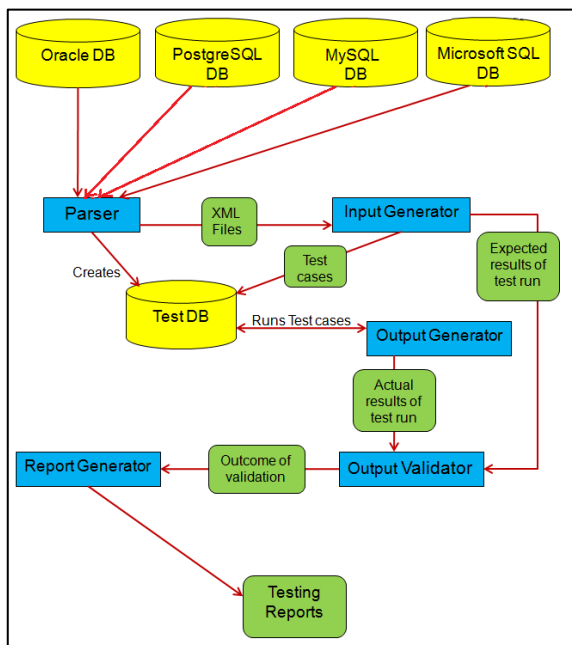 Oracle DB
PostgreSQL
DB
MySQL
DB
Microsoft SQL
DB
Parser
XML
Files
Input Generator
Creates
Test
cases
Expected
results of
test run
Test DB
Runs Test cases
Output Generator
Actual
results of
test run
Report Generator
Outcome of
validation
Output Validator
Testing
Reports